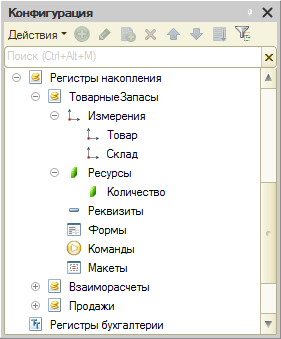 Конфигурация
Действия
Поиск (Ctrl+Alt+M)
Регистры накопления
ТоварныеЗапасы
Измерения
Товар
Склад
Ресурсы
Количество
Реквизиты
Формы
Команды
Макеты
Взаиморасчеты
Продажи
Регистры бухгалтерии